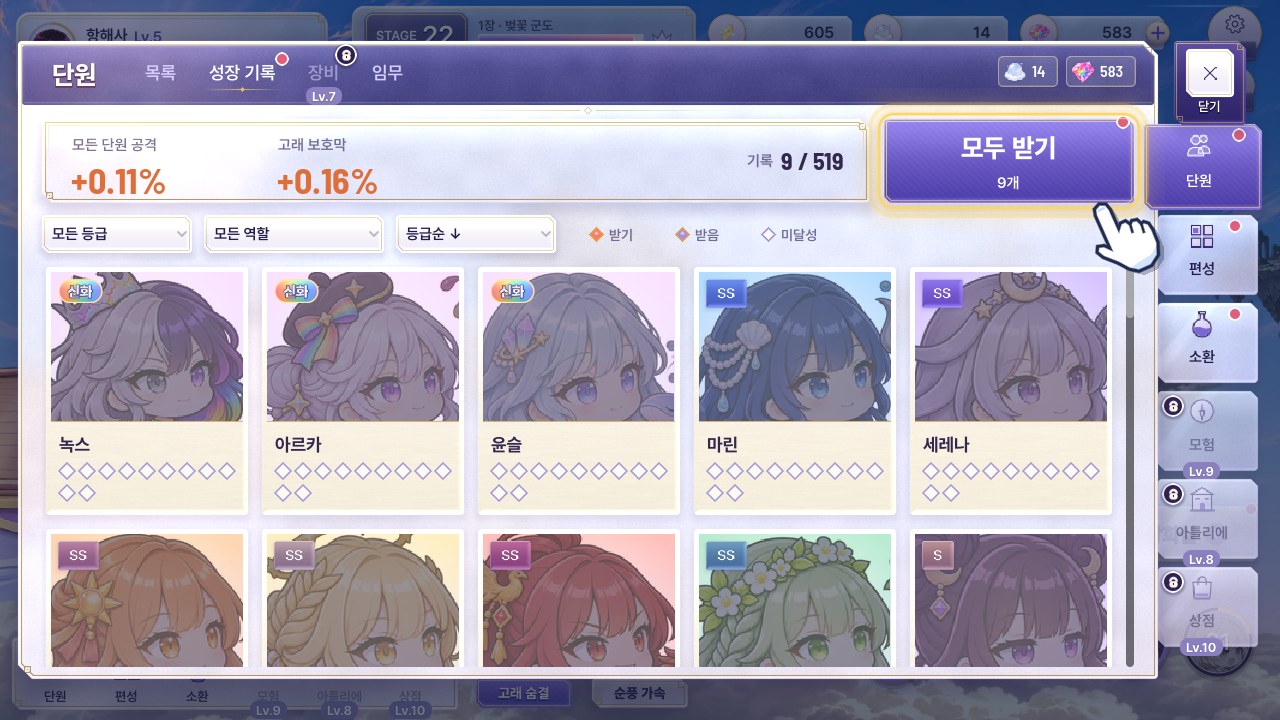 항해사 Lv.5
STAGE 22
1장 · 벚꽃 군도
605
14
583
단원
목록
성장 기록
장비
Lv.7
임무
14
583
닫기
모든 단원 공격
+0.11%
고래 보호막
+0.16%
기록 9 / 519
모두 받기
9개
단원
모든 등급
모든 역할
등급순 ↓
받기
받음
미달성
편성
신화
녹스
신화
아르카
신화
윤슬
SS
마린
SS
세레나
소환
모험
Lv.9
아틀리에
Lv.8
상점
Lv.10
SS
SS
SS
SS
S
단원
편성
소환
모험
Lv.9
아틀리에
Lv.8
상점
Lv.10
고래 숨결
순풍 가속